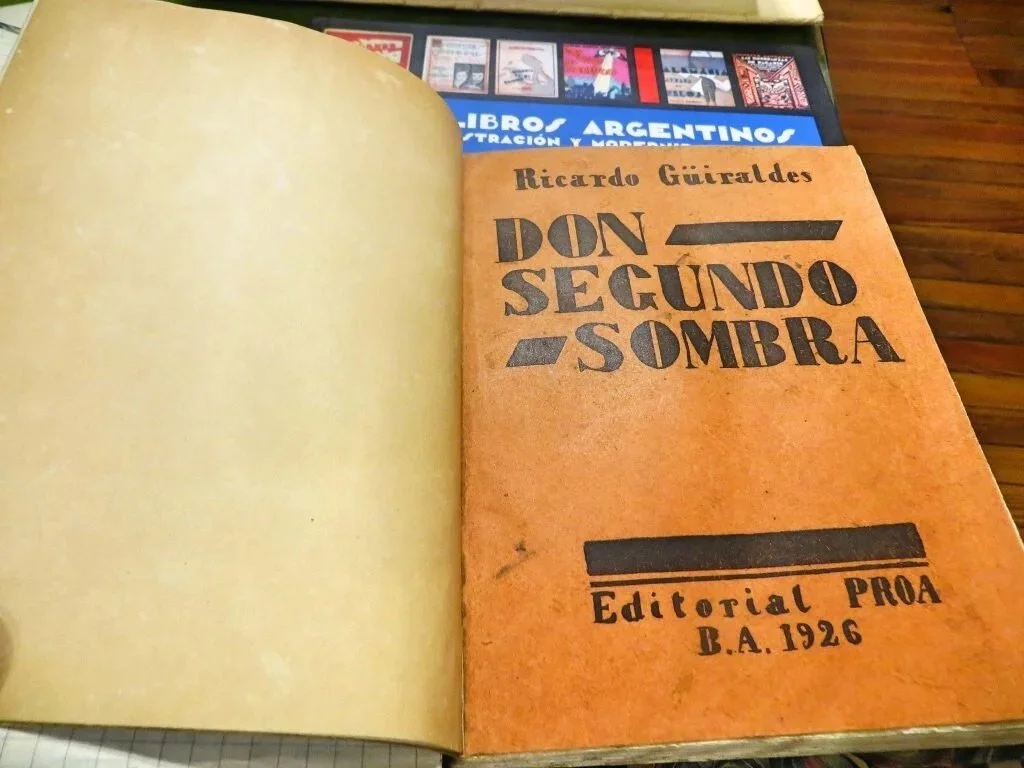 LIBROS ARGENTINOS
Ricardo Güiraldes
DON
SEGUNDO
SOMBRA
Editorial PROA
B.A. 1926